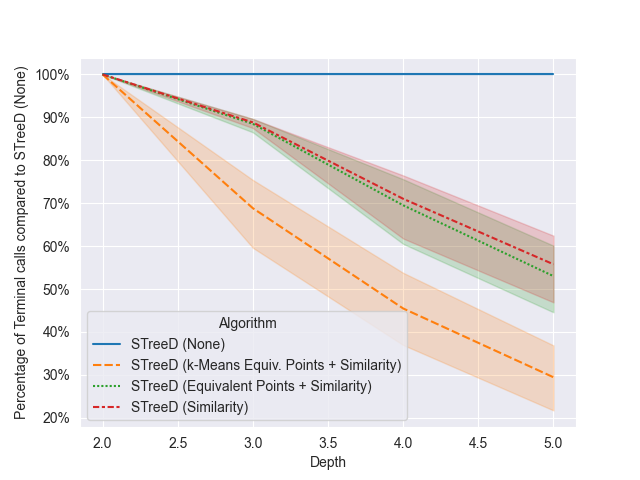 100%
90%
80%
70%
60%
50%
40%
30%
20%
Percentage of Terminal calls compared to STreeD (None)
Algorithm
STreeD (None)
STreeD (k-Means Equiv. Points + Similarity)
STreeD (Equivalent Points + Similarity)
STreeD (Similarity)
2.0 2.5 3.0 3.5 4.0 4.5 5.0
Depth